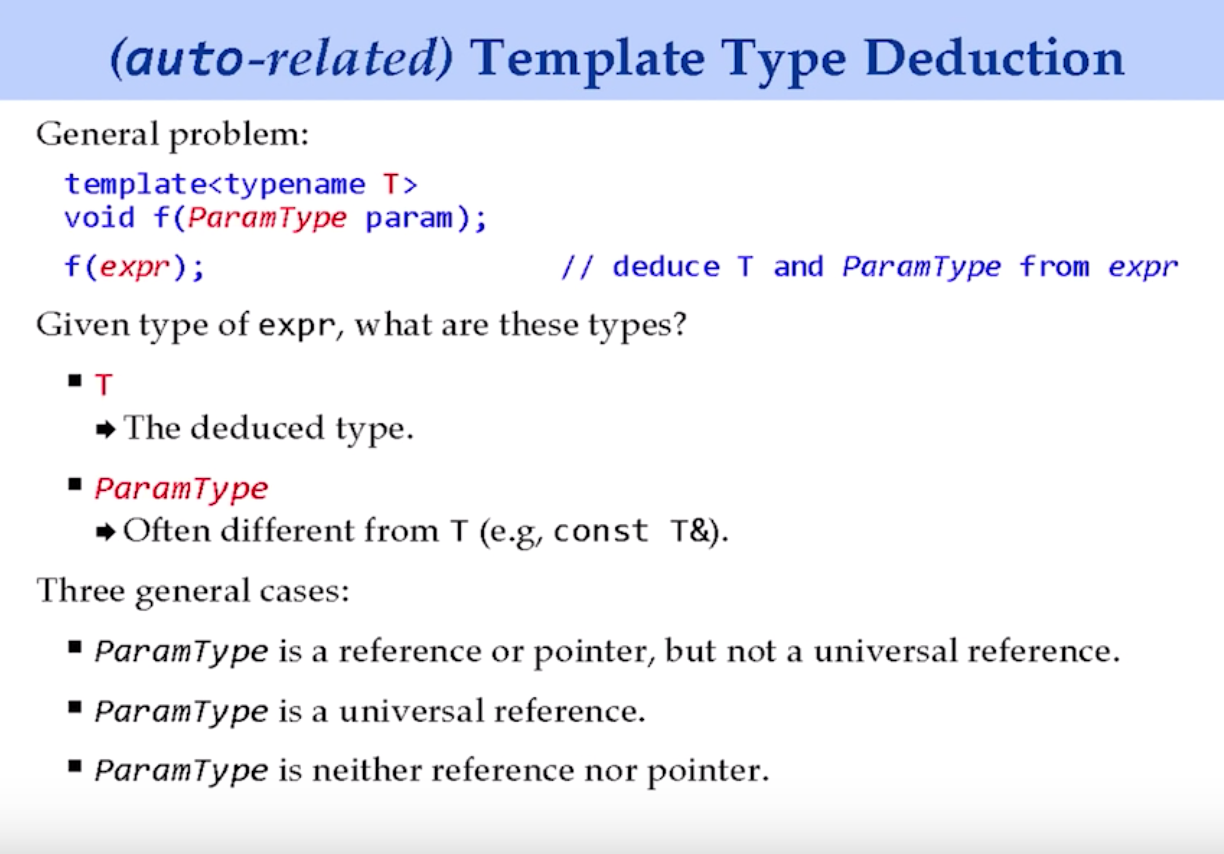 (auto-related) Template Type Deduction
General problem:
template<typename T>
void f(ParamType param);
f(expr); // deduce T and ParamType from expr
Given type of expr, what are these types?
▪ T
➡ The deduced type.
▪ ParamType
➡ Often different from T (e.g, const T&).
Three general cases:
▪ ParamType is a reference or pointer, but not a universal reference.
▪ ParamType is a universal reference.
▪ ParamType is neither reference nor pointer.